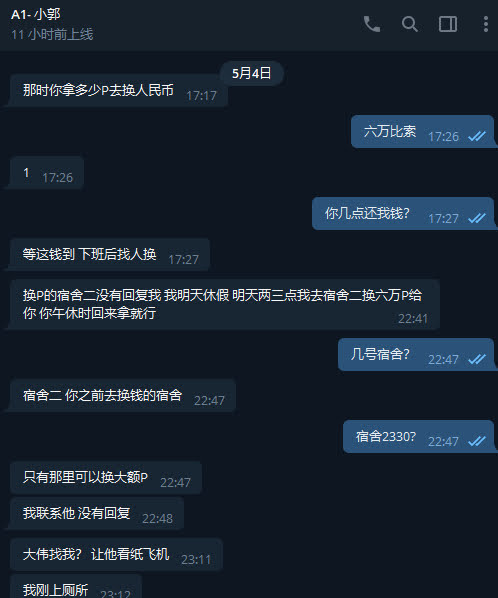 A1- 小郭
11 小时前上线
5月4日
那时你拿多少P去换人民币 17:17
六万比素 17:26
1 17:26
你几点还我钱? 17:27
等这钱到 下班后找人换 17:27
换P的宿舍二没有回复我 我明天休假 明天两三点我去宿舍二换六万P给
你 你午休时回来拿就行 22:41
几号宿舍? 22:47
宿舍二 你之前去换钱的宿舍 22:47
宿舍2330? 22:47
只有那里可以换大额P 22:47
我联系他 没有回复 22:48
大伟找我? 让他看纸飞机 23:11
我刚上厕所 23:12